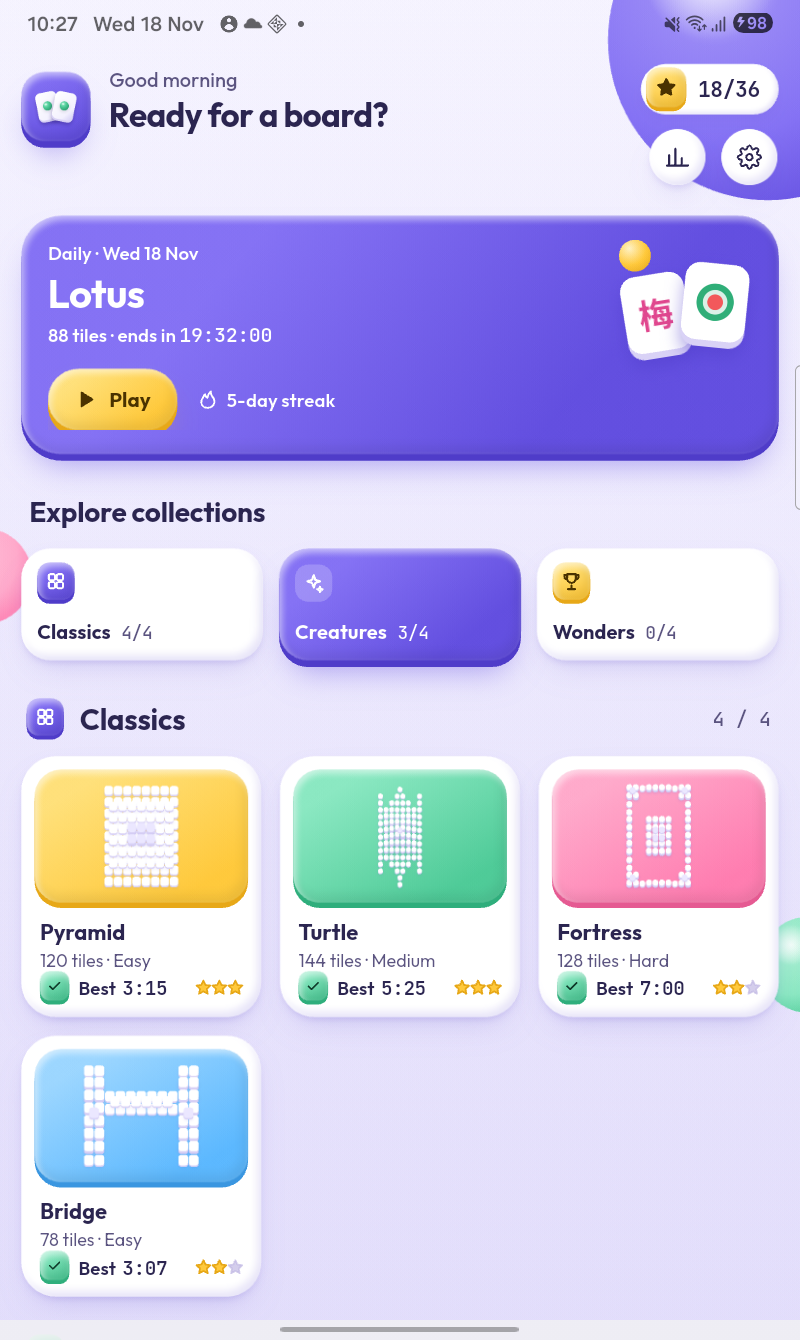 10:27 Wed 18 Nov
98
Good morning
Ready for a board?
18/36
Daily · Wed 18 Nov
Lotus
88 tiles · ends in 19:32:00
梅
Play
5-day streak
Explore collections
Classics 4/4
Creatures 3/4
Wonders 0/4
Classics
4 / 4
Pyramid
120 tiles · Easy
Best 3:15
Turtle
144 tiles · Medium
Best 5:25
Fortress
128 tiles · Hard
Best 7:00
Bridge
78 tiles · Easy
Best 3:07